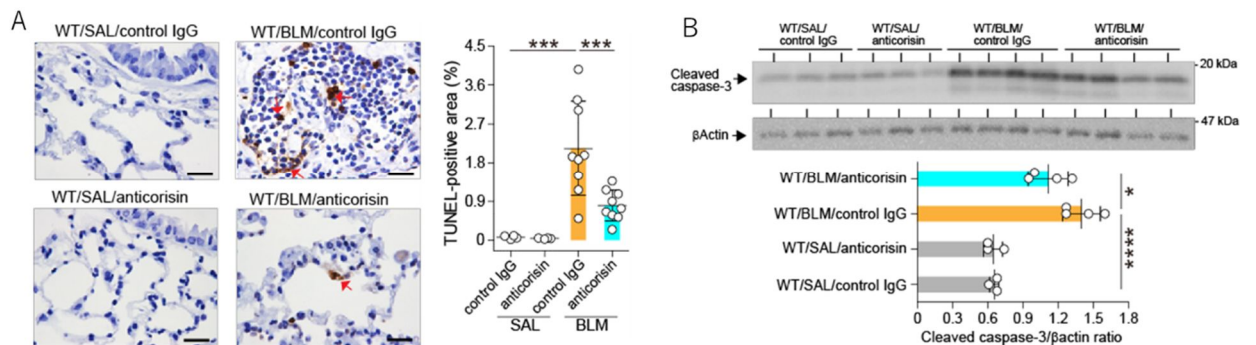 A
WT/SAL/control IgG
WT/BLM/control IgG
WT/SAL/anticorisin
WT/BLM/anticorisin
TUNEL-positive area (%)
4.5
3.6
2.7
1.8
0.9
0
***
***
control IgG
anticorisin
control IgG
anticorisin
SAL
BLM
B
WT/SAL/
control IgG
WT/SAL/
anticorisin
WT/BLM/
control IgG
WT/BLM/
anticorisin
Cleaved
caspase-3
20 kDa
βActin
47 kDa
WT/BLM/anticorisin
WT/BLM/control IgG
WT/SAL/anticorisin
WT/SAL/control IgG
*
****
0 0.3 0.6 0.9 1.2 1.5 1.8
Cleaved caspase-3/βactin ratio